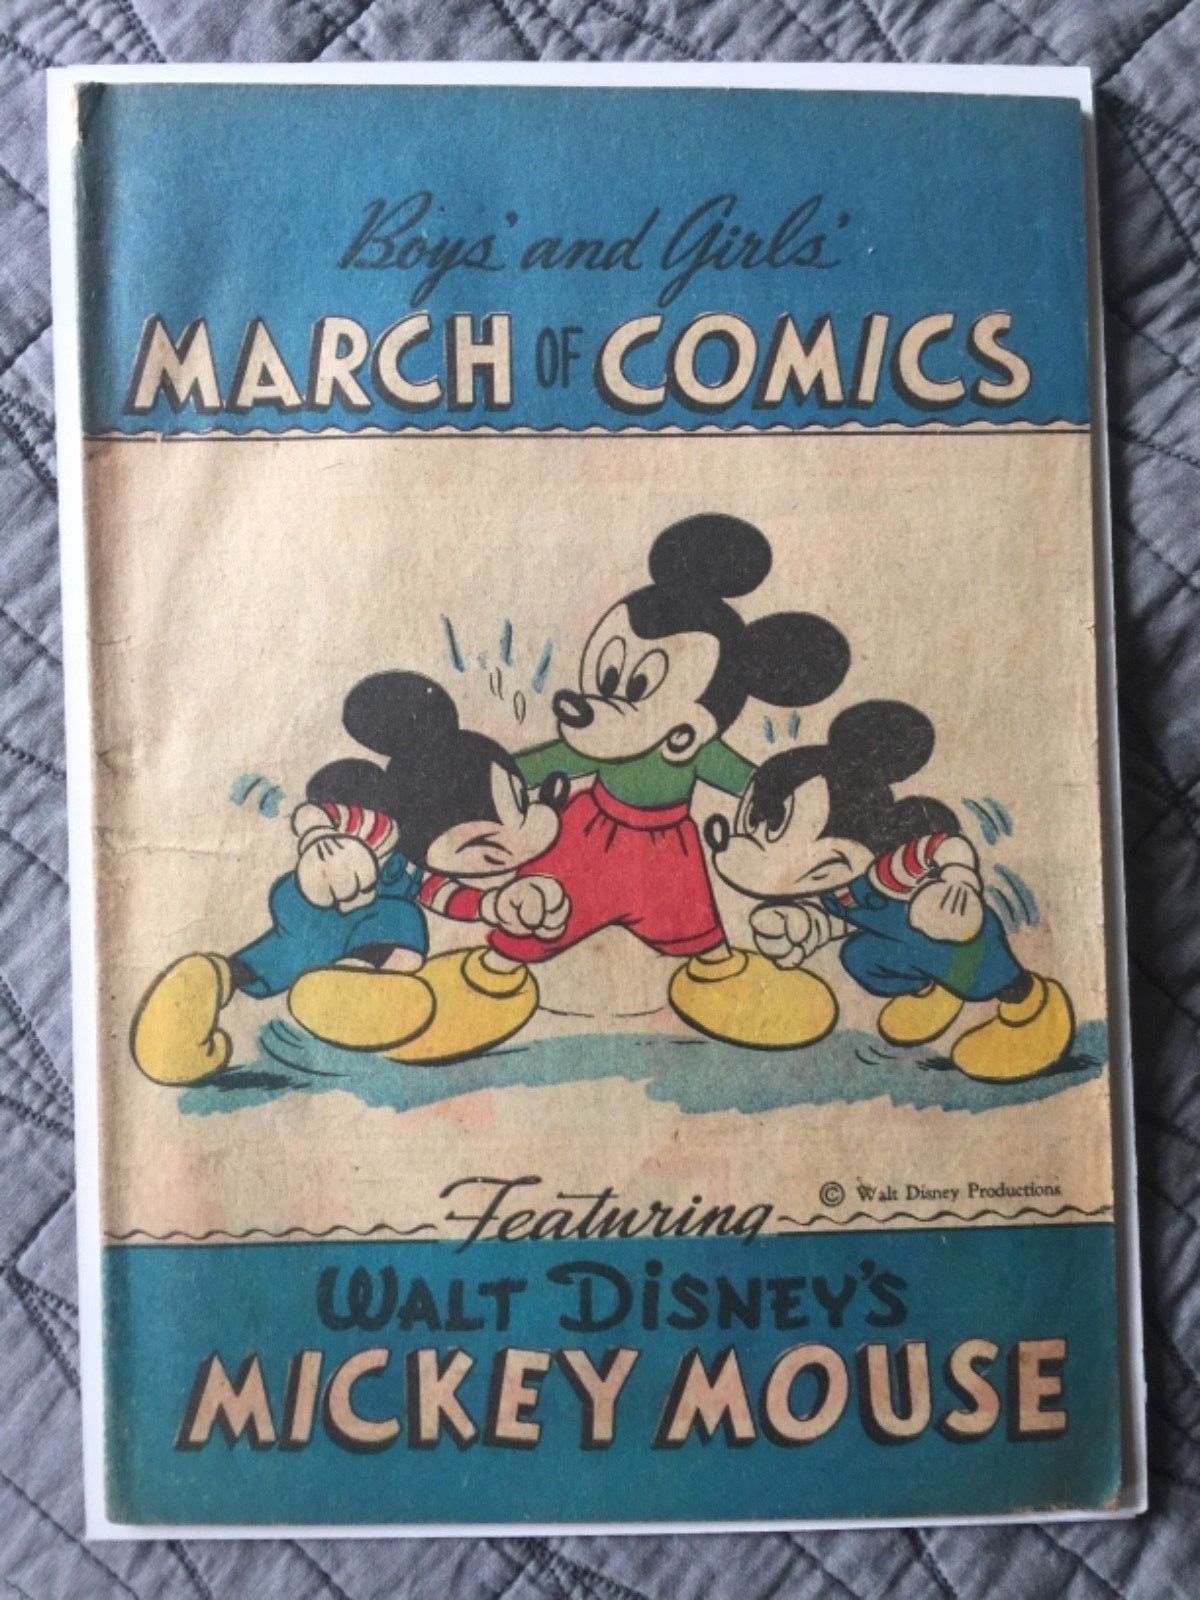 Boys' and Girls'
MARCH OF COMICS
Featuring
© Walt Disney Productions
WALT DiSNEY'S
MICKEY MOUSE